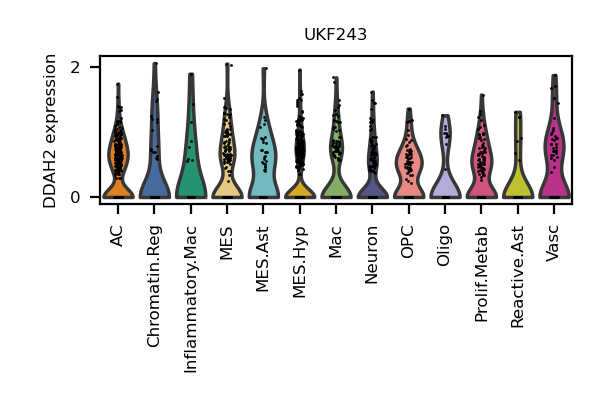 UKF243
DDAH2 expression
2
0
AC
Chromatin.Reg
Inflammatory.Mac
MES
MES.Ast
MES.Hyp
Mac
Neuron
OPC
Oligo
Prolif.Metab
Reactive.Ast
Vasc